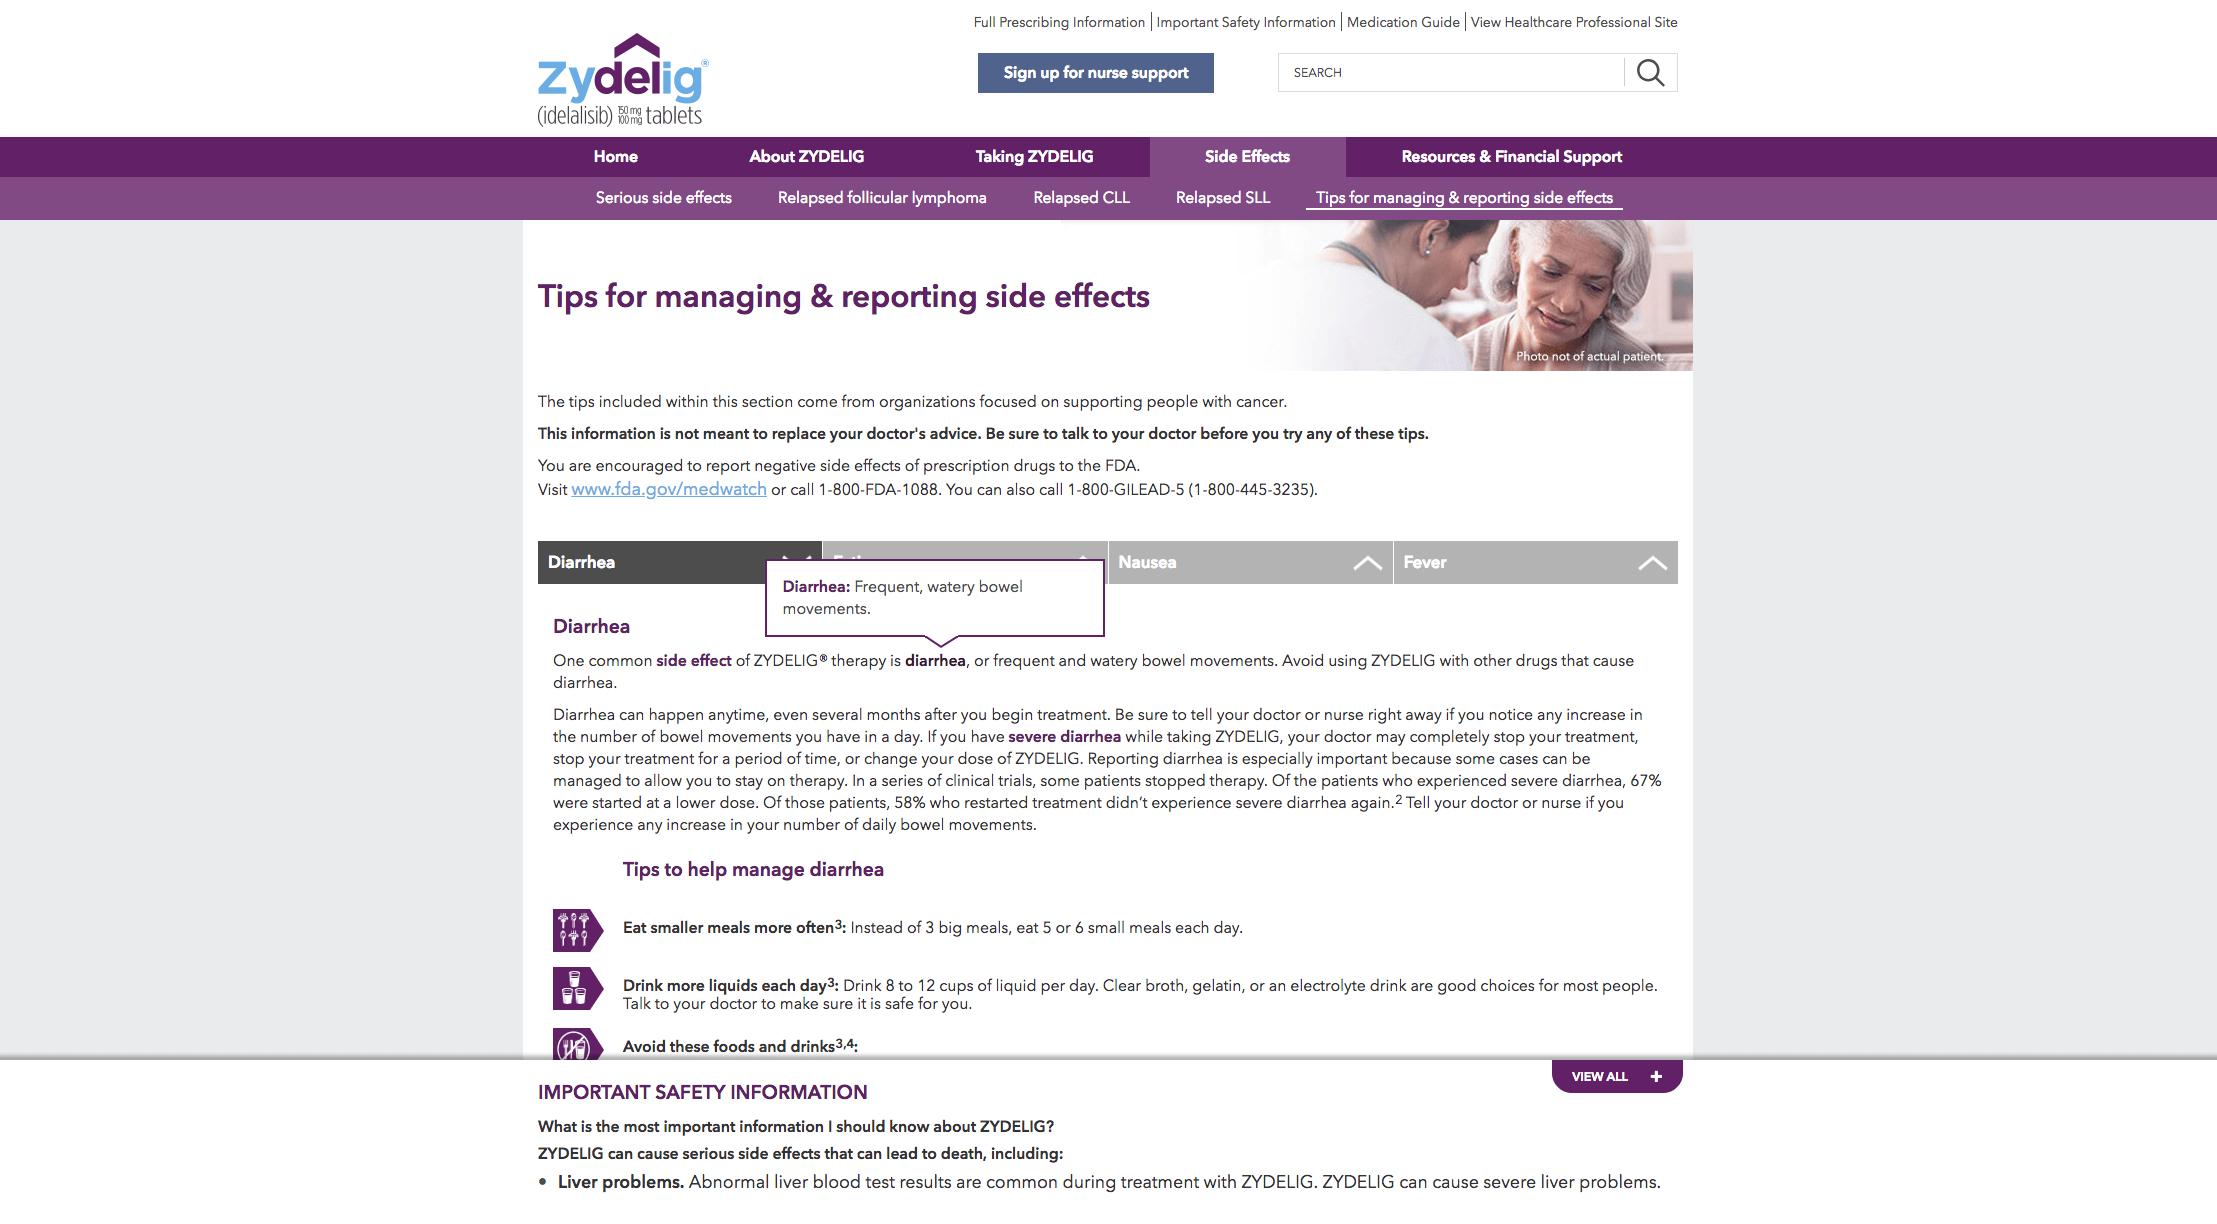 Full Prescribing Information | Important Safety Information | Medication Guide | View Healthcare Professional Site
Zydelig®
(idelalisib) 150 mg 100 mg tablets
Sign up for nurse support
SEARCH
Home About ZYDELIG Taking ZYDELIG Side Effects Resources & Financial Support
Serious side effects Relapsed follicular lymphoma Relapsed CLL Relapsed SLL Tips for managing & reporting side effects
Tips for managing & reporting side effects
Photo not of actual patient.
The tips included within this section come from organizations focused on supporting people with cancer.
This information is not meant to replace your doctor's advice. Be sure to talk to your doctor before you try any of these tips.
You are encouraged to report negative side effects of prescription drugs to the FDA.
Visit www.fda.gov/medwatch or call 1-800-FDA-1088. You can also call 1-800-GILEAD-5 (1-800-445-3235).
Diarrhea Nausea Fever
Diarrhea: Frequent, watery bowel
movements.
Diarrhea
One common side effect of ZYDELIG® therapy is diarrhea, or frequent and watery bowel movements. Avoid using ZYDELIG with other drugs that cause
diarrhea.
Diarrhea can happen anytime, even several months after you begin treatment. Be sure to tell your doctor or nurse right away if you notice any increase in
the number of bowel movements you have in a day. If you have severe diarrhea while taking ZYDELIG, your doctor may completely stop your treatment,
stop your treatment for a period of time, or change your dose of ZYDELIG. Reporting diarrhea is especially important because some cases can be
managed to allow you to stay on therapy. In a series of clinical trials, some patients stopped therapy. Of the patients who experienced severe diarrhea, 67%
were started at a lower dose. Of those patients, 58% who restarted treatment didn’t experience severe diarrhea again.² Tell your doctor or nurse if you
experience any increase in your number of daily bowel movements.
Tips to help manage diarrhea
Eat smaller meals more often³: Instead of 3 big meals, eat 5 or 6 small meals each day.
Drink more liquids each day³: Drink 8 to 12 cups of liquid per day. Clear broth, gelatin, or an electrolyte drink are good choices for most people.
Talk to your doctor to make sure it is safe for you.
Avoid these foods and drinks³,⁴:
VIEW ALL +
IMPORTANT SAFETY INFORMATION
What is the most important information I should know about ZYDELIG?
ZYDELIG can cause serious side effects that can lead to death, including:
• Liver problems. Abnormal liver blood test results are common during treatment with ZYDELIG. ZYDELIG can cause severe liver problems.